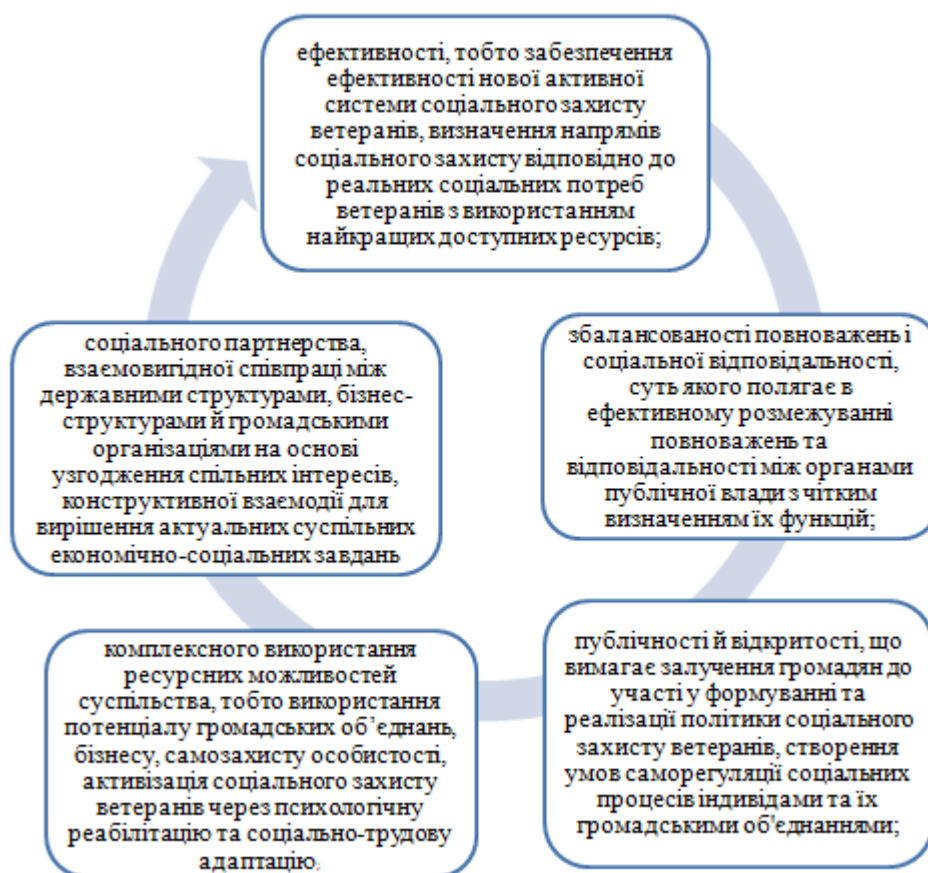 ефективності, тобто забезпечення
ефективності нової активної
системи соціального захисту
ветеранів, визначення напрямів
соціального захисту відповідно до
реальних соціальних потреб
ветеранів з використанням
найкращих доступних ресурсів;
збалансованості повноважень і
соціальної відповідальності,
суть якого полягає в
ефективному розмежуванні
повноважень та
відповідальності між органами
публічної влади з чітким
визначенням їх функцій;
публічності й відкритості, що
вимагає залучення громадян до
участі у формуванні та
реалізації політики соціального
захисту ветеранів, створення
умов саморегуляції соціальних
процесів індивідами та їх
громадськими об'єднаннями;
комплексного використання
ресурсних можливостей
суспільства, тобто використання
потенціалу громадських об’єднань,
бізнесу, самозахисту особистості,
активізація соціального захисту
ветеранів через психологічну
реабілітацію та соціально-трудову
адаптацію;
соціального партнерства,
взаємовигідної співпраці між
державними структурами, бізнес-
структурами й громадськими
організаціями на основі
узгодження спільних інтересів,
конструктивної взаємодії для
вирішення актуальних суспільних
економічно-соціальних завдань